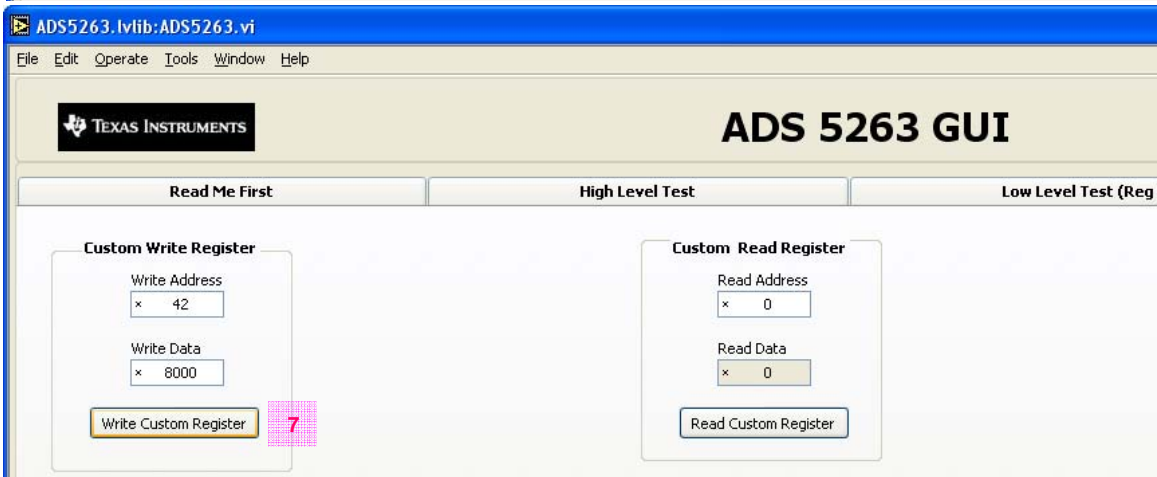 ADS5263.lvlib:ADS5263.vi
File Edit Operate Tools Window Help
TEXAS INSTRUMENTS
ADS 5263 GUI
Read Me First High Level Test Low Level Test (Reg
Custom Write Register
Write Address
× 42
Write Data
× 8000
Write Custom Register 7
Custom Read Register
Read Address
× 0
Read Data
× 0
Read Custom Register